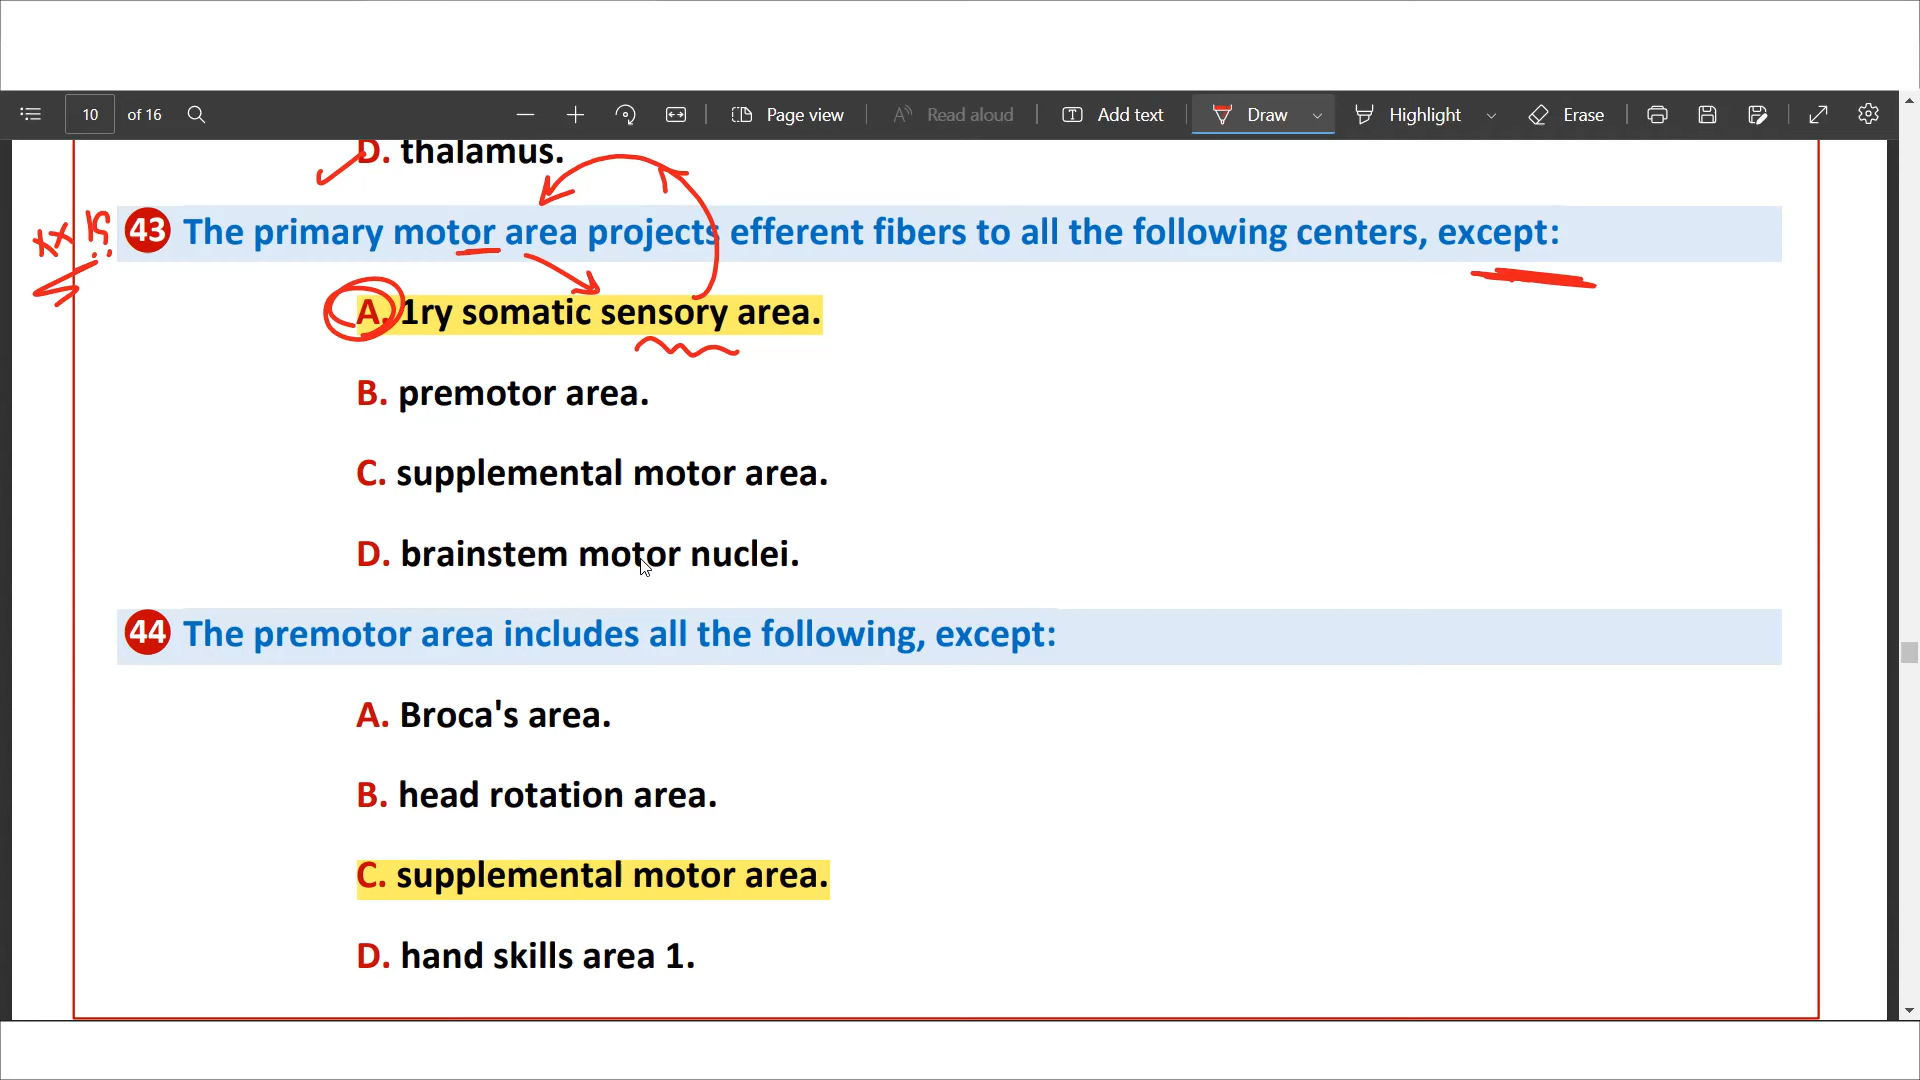 10 of 16
Page view
Read aloud
Add text
Draw
Highlight
Erase
D. thalamus.
43 The primary motor area projects efferent fibers to all the following centers, except:
A. 1ry somatic sensory area.
B. premotor area.
C. supplemental motor area.
D. brainstem motor nuclei.
44 The premotor area includes all the following, except:
A. Broca's area.
B. head rotation area.
C. supplemental motor area.
D. hand skills area 1.